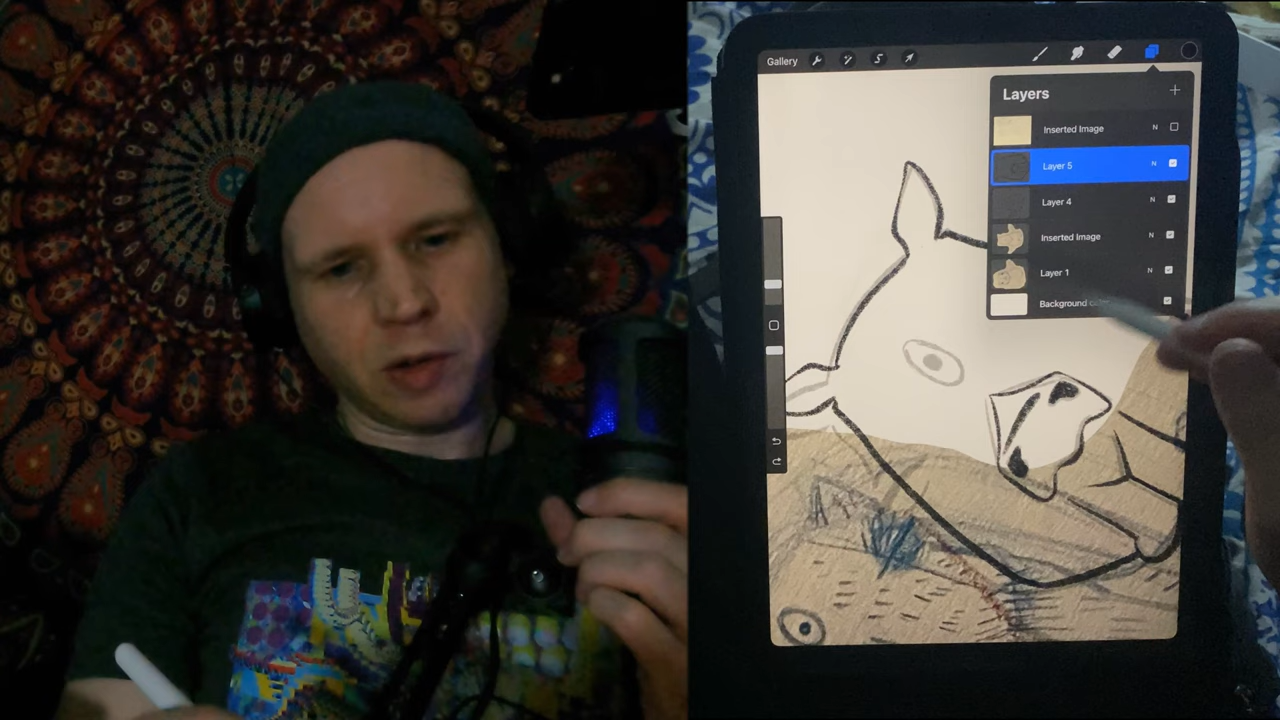 Gallery
Layers
Inserted Image N
Layer 5 N
Layer 4 N
Inserted Image N
Layer 1 N
Background